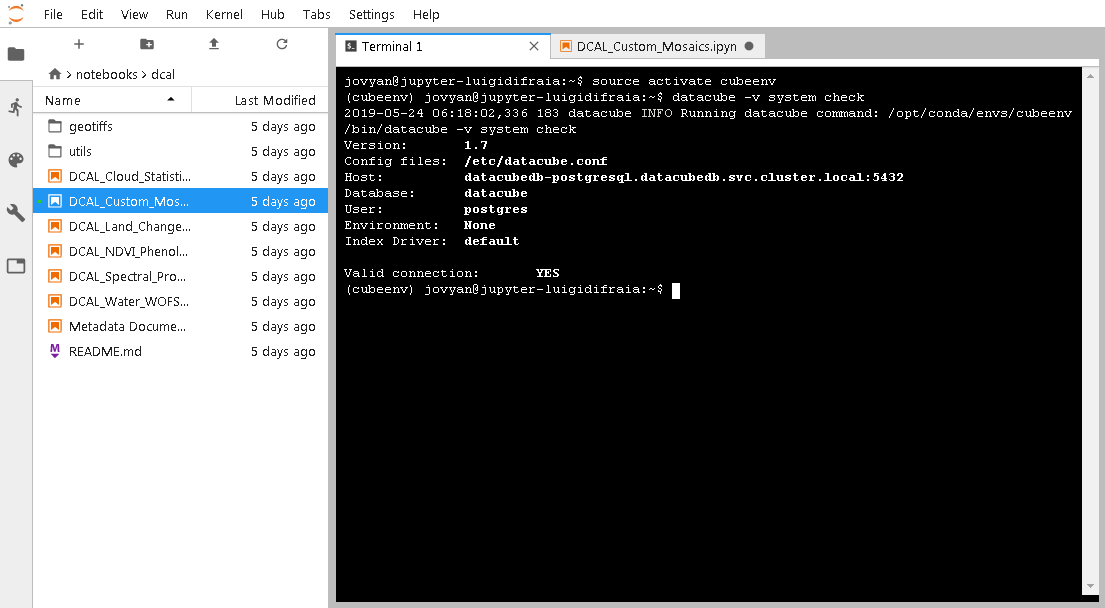 File Edit View Run Kernel Hub Tabs Settings Help
notebooks dcal
Name Last Modified
geotiffs 5 days ago
utils 5 days ago
DCAL_Cloud_Statisti... 5 days ago
DCAL_Custom_Mos... 5 days ago
DCAL_Land_Change... 5 days ago
DCAL_NDVI_Phenol... 5 days ago
DCAL_Spectral_Pro... 5 days ago
DCAL_Water_WOFS... 5 days ago
Metadata Docume... 5 days ago
README.md 5 days ago
Terminal 1
DCAL_Custom_Mosaics.ipyn
jovyan@jupyter-luigidifraia:~$ source activate cubeenv
(cubeenv) jovyan@jupyter-luigidifraia:~$ datacube -v system check
2019-05-24 06:18:02,336 183 datacube INFO Running datacube command: /opt/conda/envs/cubeenv
/bin/datacube -v system check
Version: 1.7
Config files: /etc/datacube.conf
Host: datacubedb-postgresql.datacubedb.svc.cluster.local:5432
Database: datacube
User: postgres
Environment: None
Index Driver: default
Valid connection: YES
(cubeenv) jovyan@jupyter-luigidifraia:~$